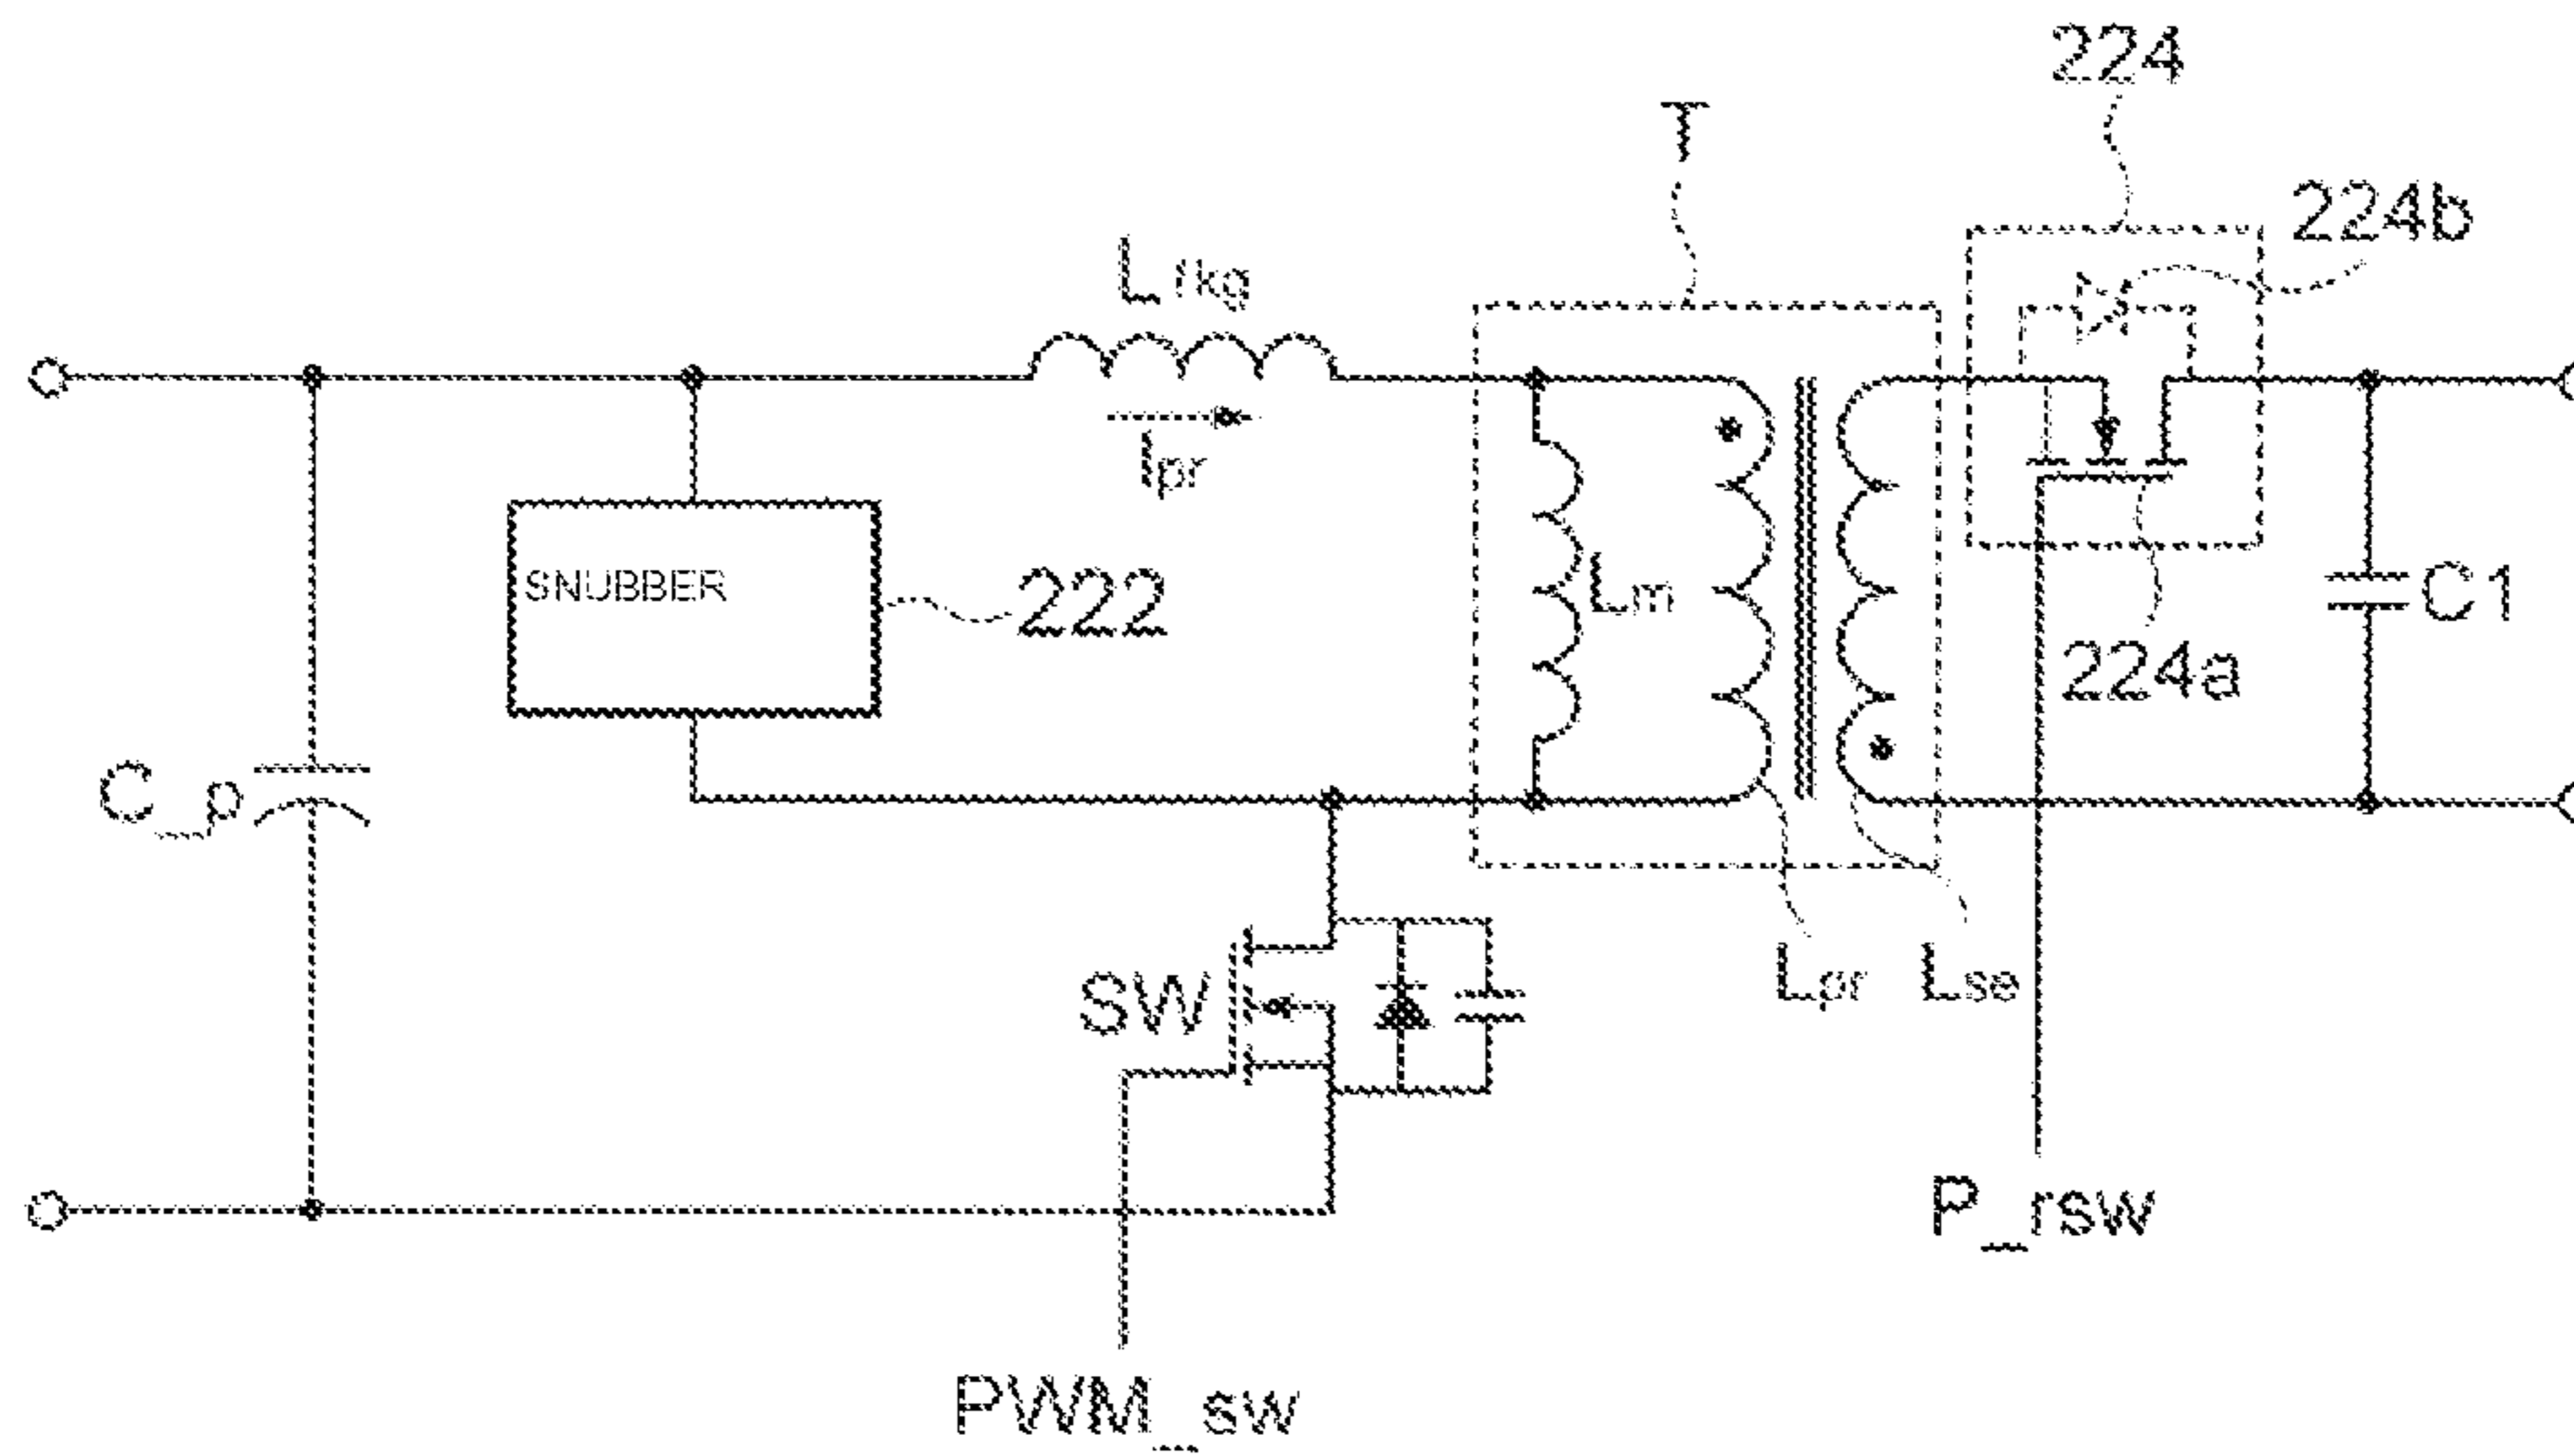 224
T
224b
Llkg
Ipr
SNUBBER
222
Lm
C1
224a
C_p
SW
Lpr
Lse
P_rsw
PWM_sw